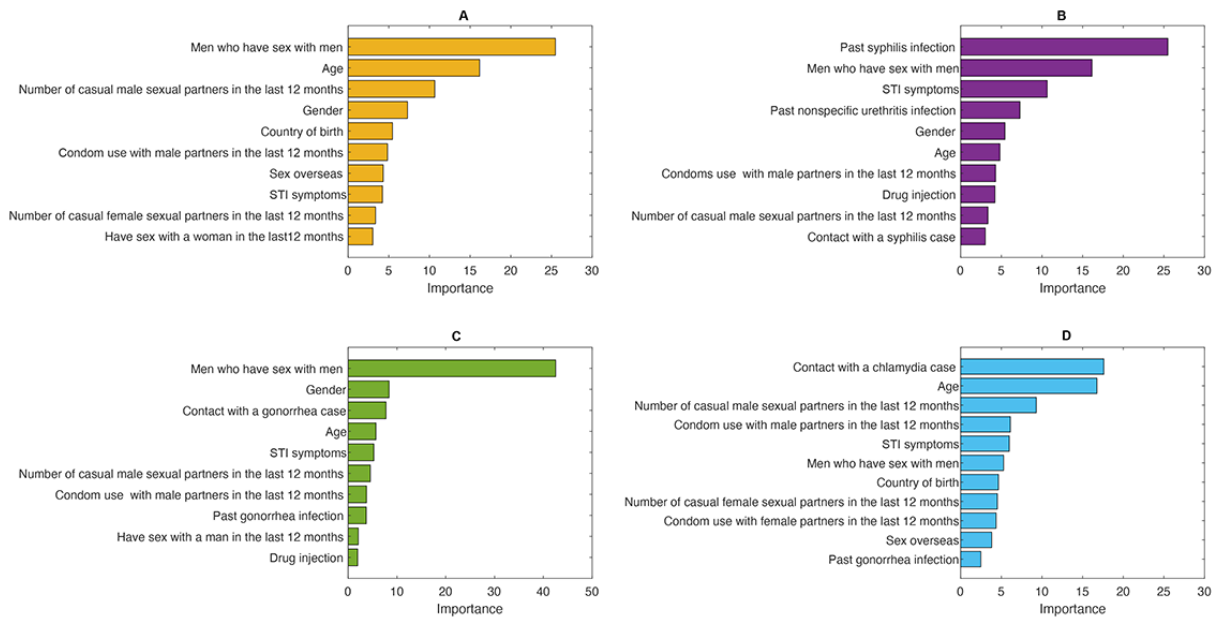 A
Men who have sex with men
Age
Number of casual male sexual partners in the last 12 months
Gender
Country of birth
Condom use with male partners in the last 12 months
Sex overseas
STI symptoms
Number of casual female sexual partners in the last 12 months
Have sex with a woman in the last12 months
0 5 10 15 20 25 30
Importance
B
Past syphilis infection
Men who have sex with men
STI symptoms
Past nonspecific urethritis infection
Gender
Age
Condoms use with male partners in the last 12 months
Drug injection
Number of casual male sexual partners in the last 12 months
Contact with a syphilis case
0 5 10 15 20 25 30
Importance
C
Men who have sex with men
Gender
Contact with a gonorrhea case
Age
STI symptoms
Number of casual male sexual partners in the last 12 months
Condom use with male partners in the last 12 months
Past gonorrhea infection
Have sex with a man in the last 12 months
Drug injection
0 10 20 30 40 50
Importance
D
Contact with a chlamydia case
Age
Number of casual male sexual partners in the last 12 months
Condom use with male partners in the last 12 months
STI symptoms
Men who have sex with men
Country of birth
Number of casual female sexual partners in the last 12 months
Condom use with female partners in the last 12 months
Sex overseas
Past gonorrhea infection
0 5 10 15 20 25 30
Importance